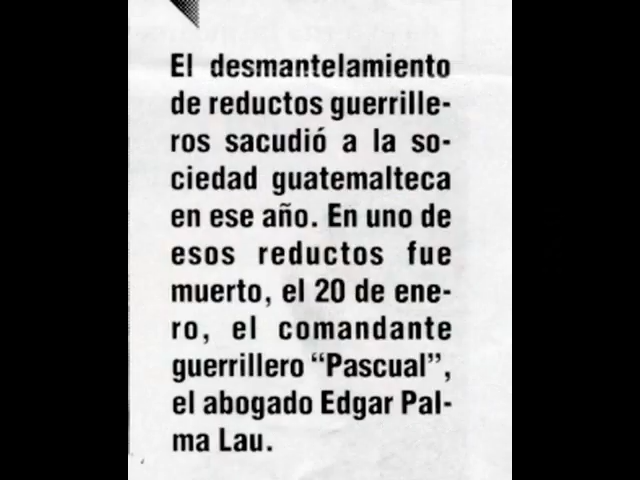 El desmantelamiento
de reductos guerrille-
ros sacudió a la so-
ciedad guatemalteca
en ese año. En uno de
esos reductos fue
muerto, el 20 de ene-
ro, el comandante
guerrillero “Pascual”,
el abogado Edgar Pal-
ma Lau.